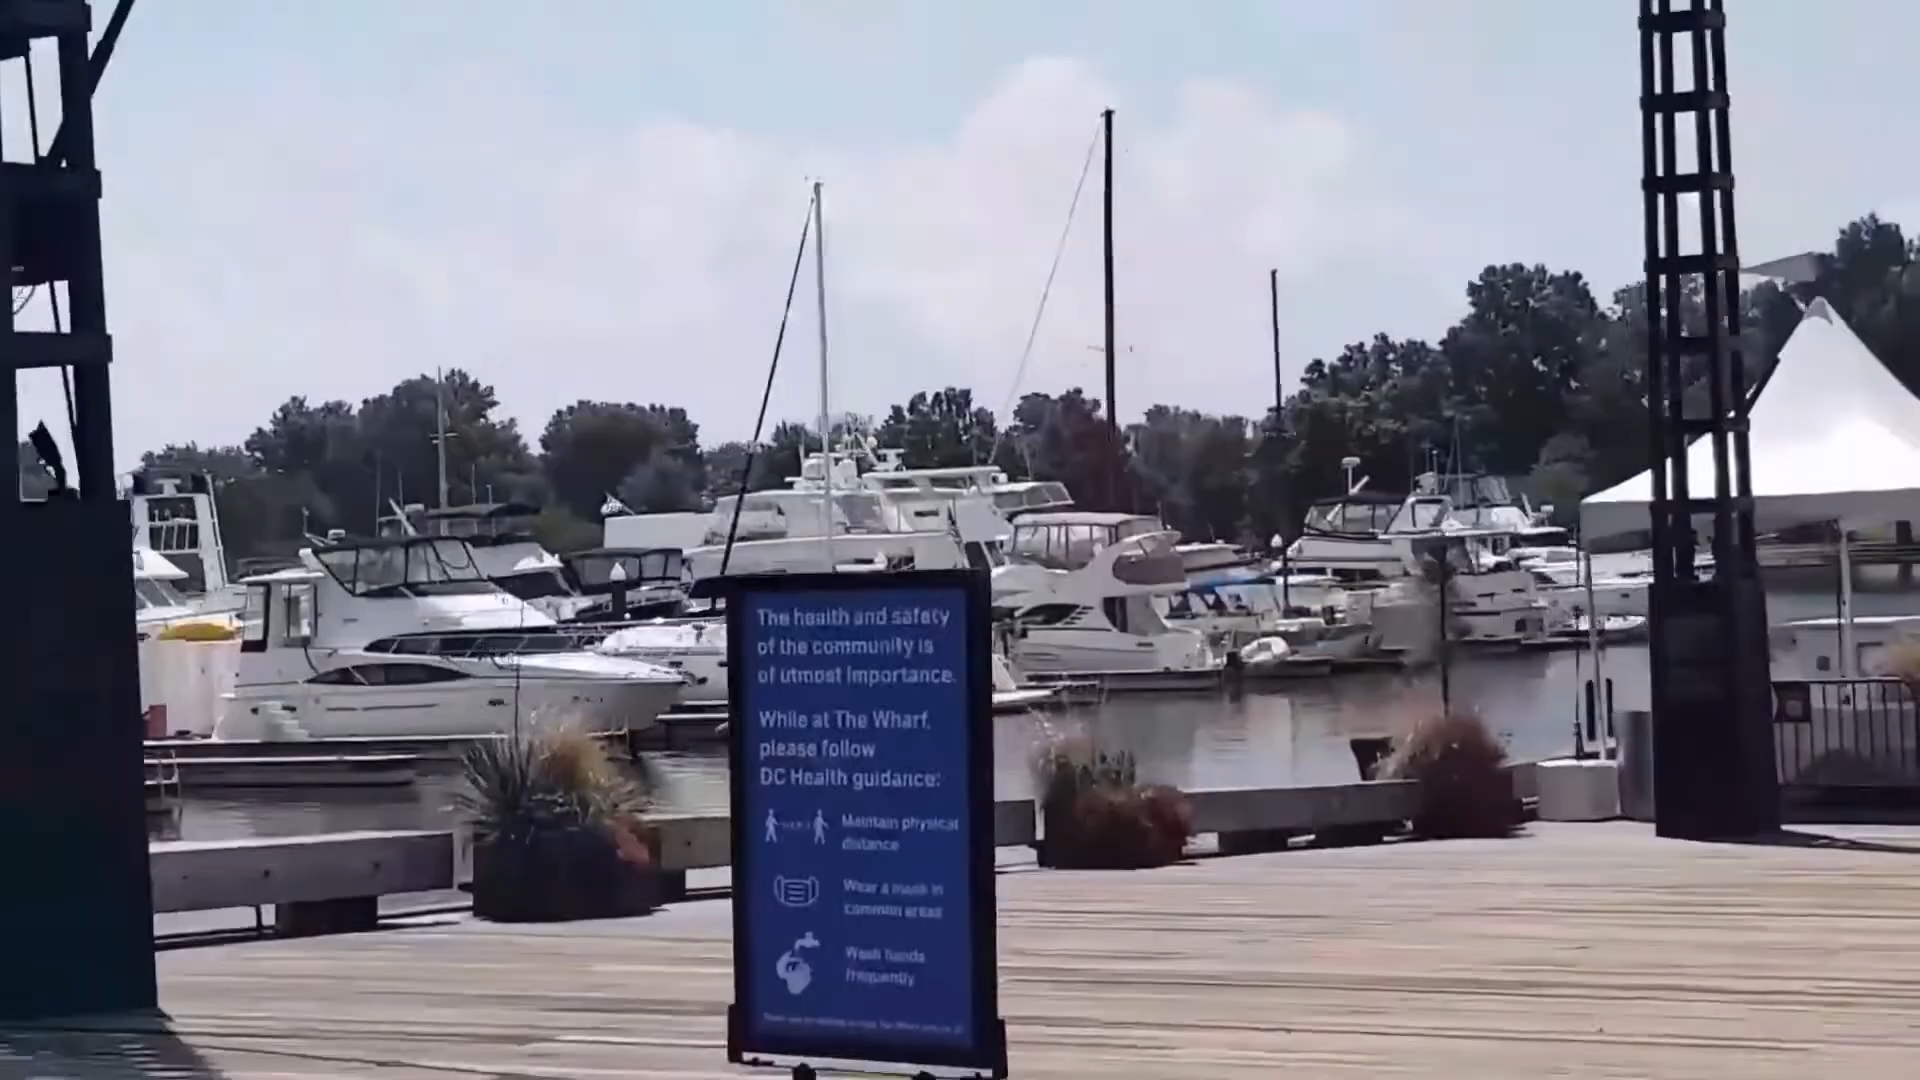 The health and safety
of the community is
of utmost importance.
While at The Wharf,
please follow
DC Health guidance:
Maintain physical
distance
Wear a mask in
common areas
Wash hands
frequently